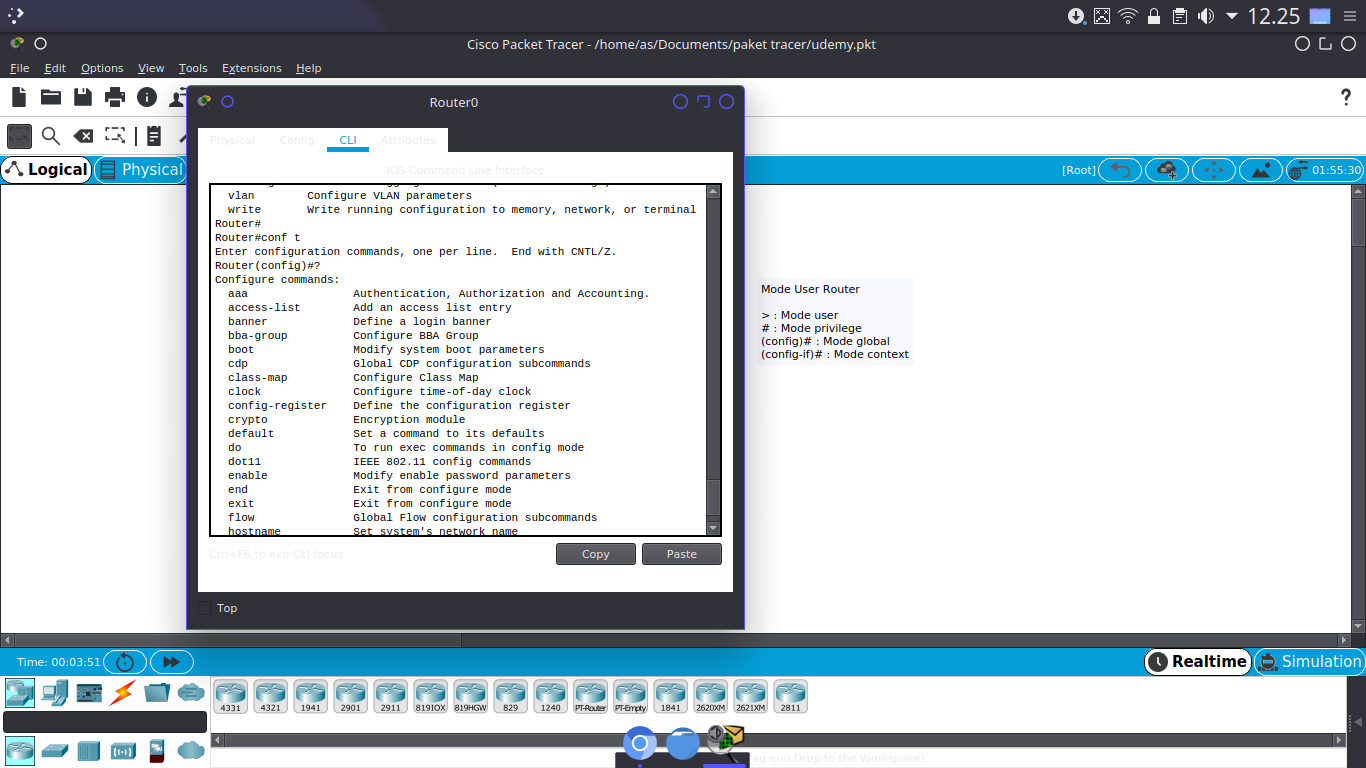 12.25
Cisco Packet Tracer - /home/as/Documents/paket tracer/udemy.pkt
File Edit Options View Tools Extensions Help
Router0
Physical Config CLI Attributes
Logical Physical [Root] 01:55:30
IOS Command Line Interface
vlan Configure VLAN parameters
write Write running configuration to memory, network, or terminal
Router#
Router#conf t
Enter configuration commands, one per line. End with CNTL/Z.
Router(config)#?
Configure commands:
aaa Authentication, Authorization and Accounting.
access-list Add an access list entry
banner Define a login banner
bba-group Configure BBA Group
boot Modify system boot parameters
cdp Global CDP configuration subcommands
class-map Configure Class Map
clock Configure time-of-day clock
config-register Define the configuration register
crypto Encryption module
default Set a command to its defaults
do To run exec commands in config mode
dot11 IEEE 802.11 config commands
enable Modify enable password parameters
end Exit from configure mode
exit Exit from configure mode
flow Global Flow configuration subcommands
hostname Set system's network name
Ctrl+F6 to exit CLI focus
Copy Paste
Top
Mode User Router
> : Mode user
# : Mode privilege
(config)# : Mode global
(config-if)# : Mode context
Time: 00:03:51
Realtime Simulation
4331 4321 1941 2901 2911 819IOX 819HGW 829 1240 PT-Router PT-Empty 1841 2620XM 2621XM 2811
ag and Drop to the Workspace)